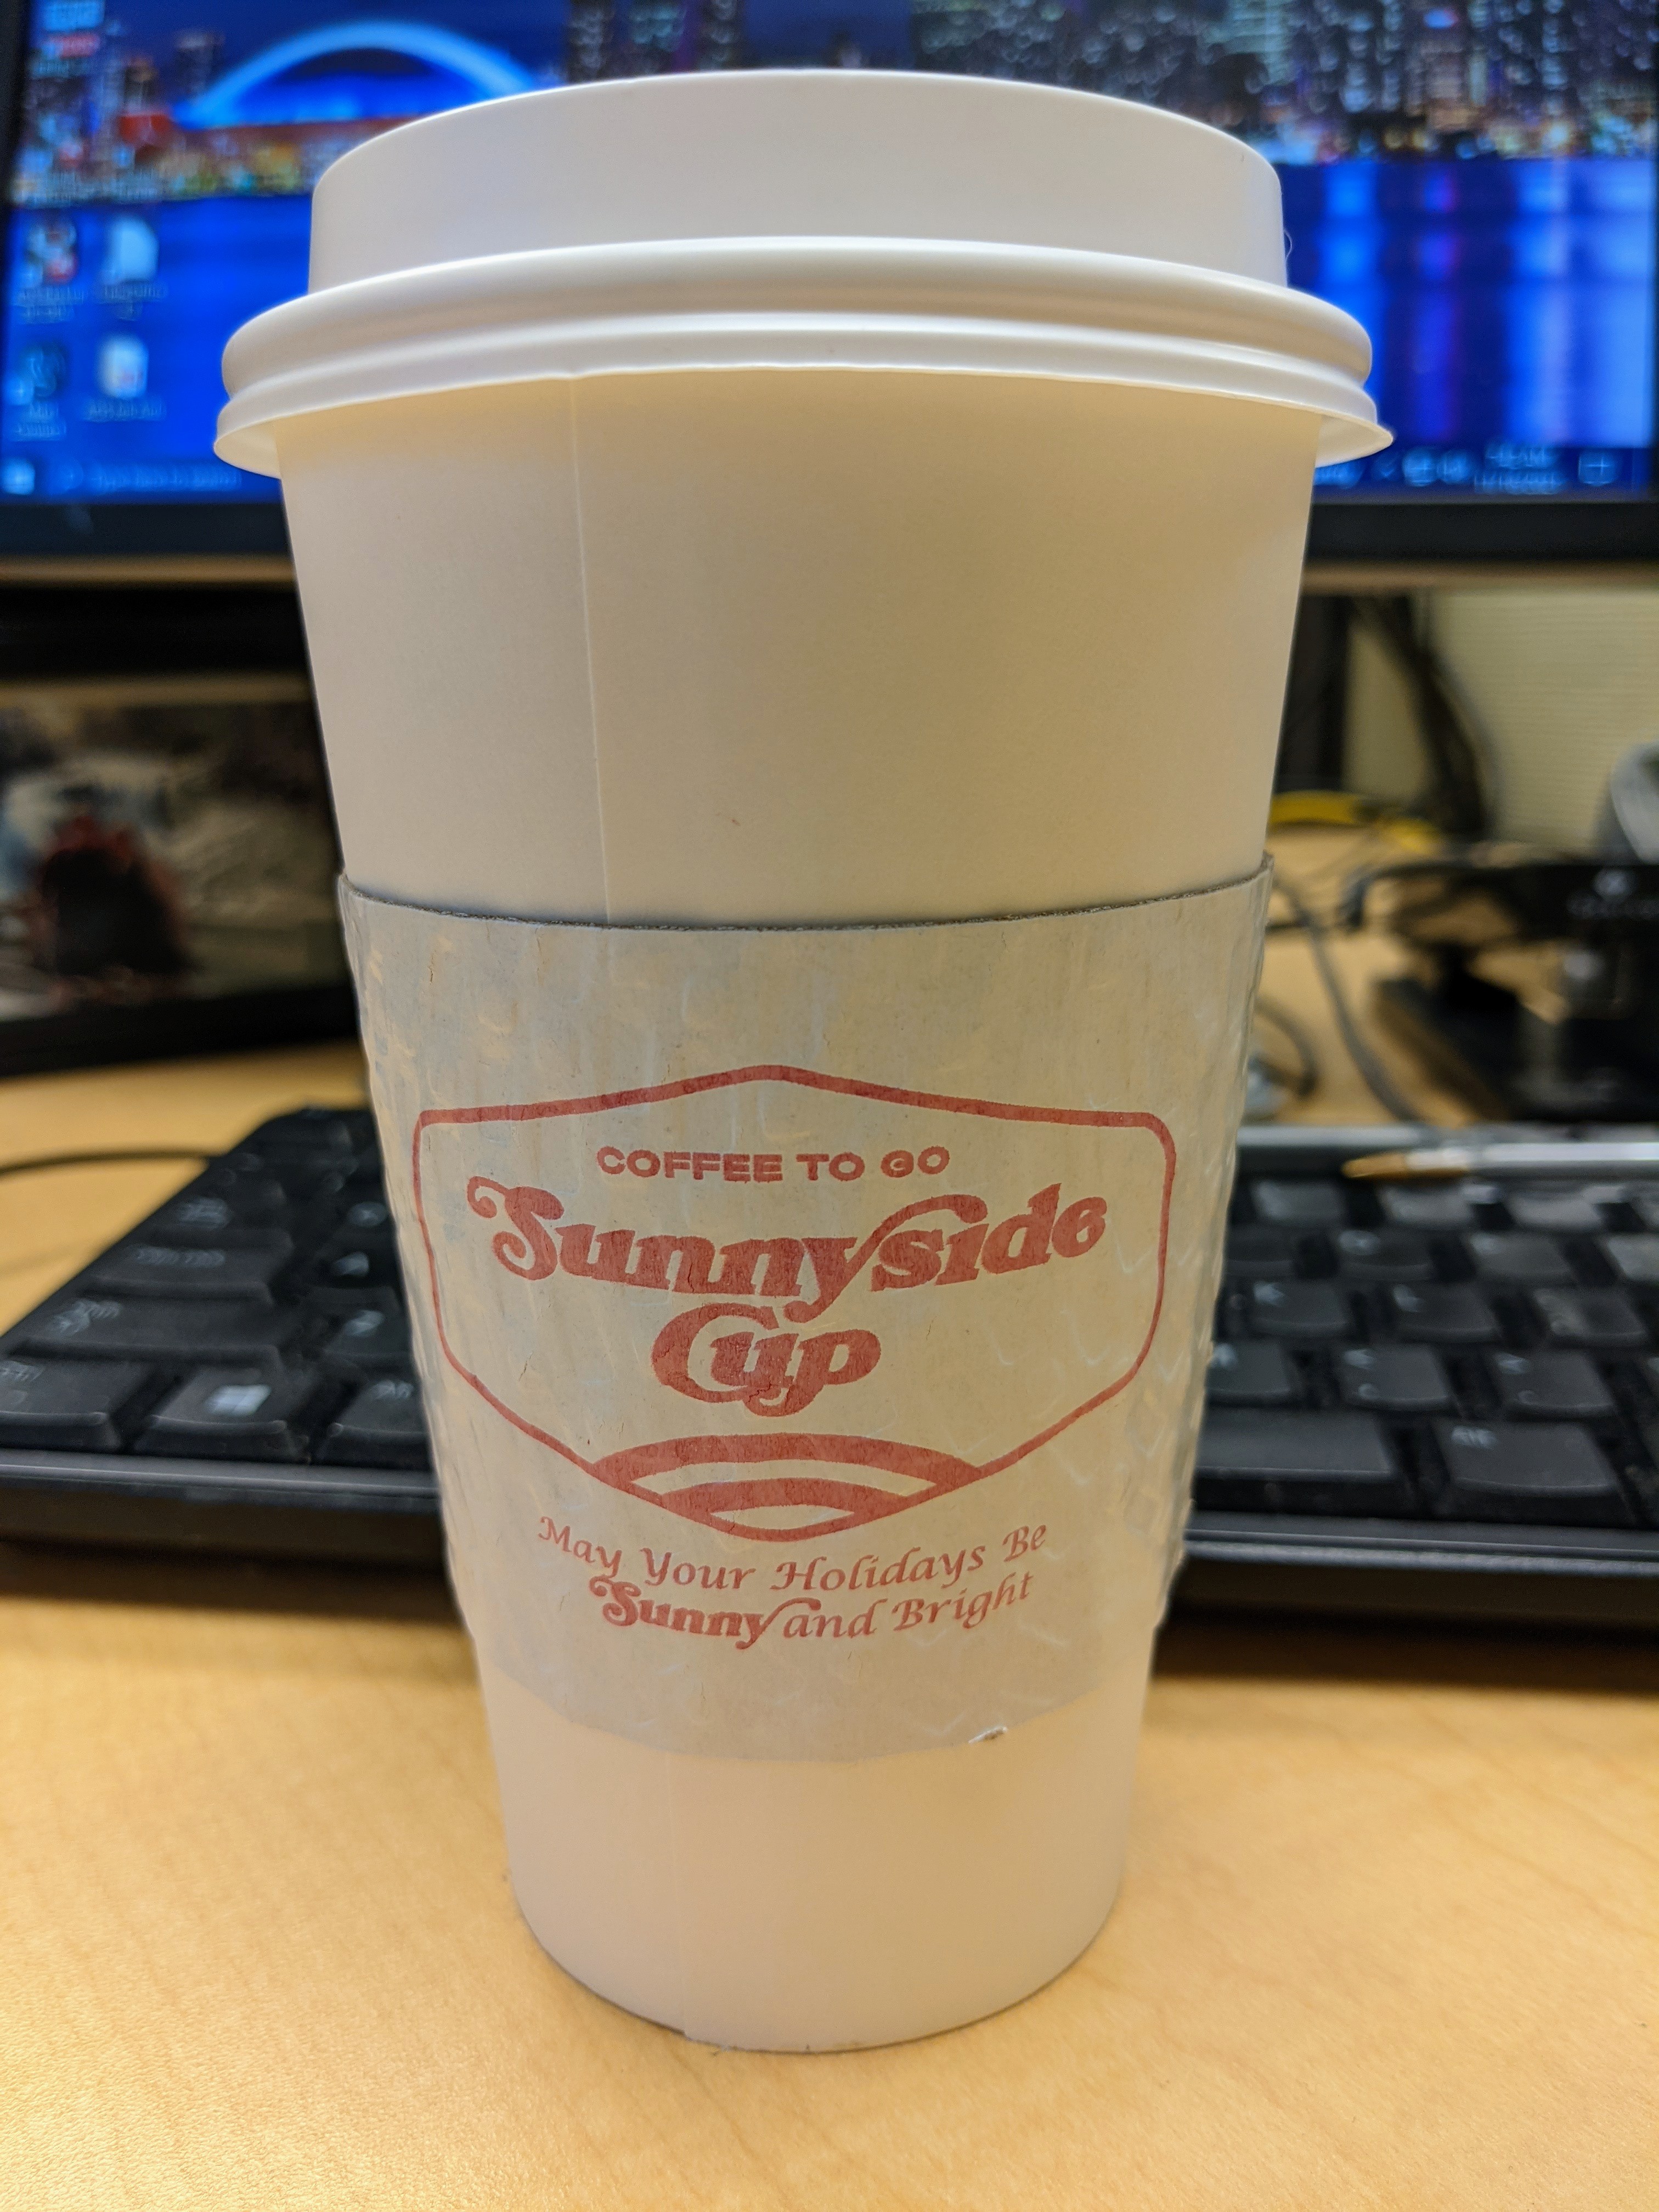 COFFEE TO GO
Sunnyside
Cup
May Your Holidays Be
Sunny and Bright